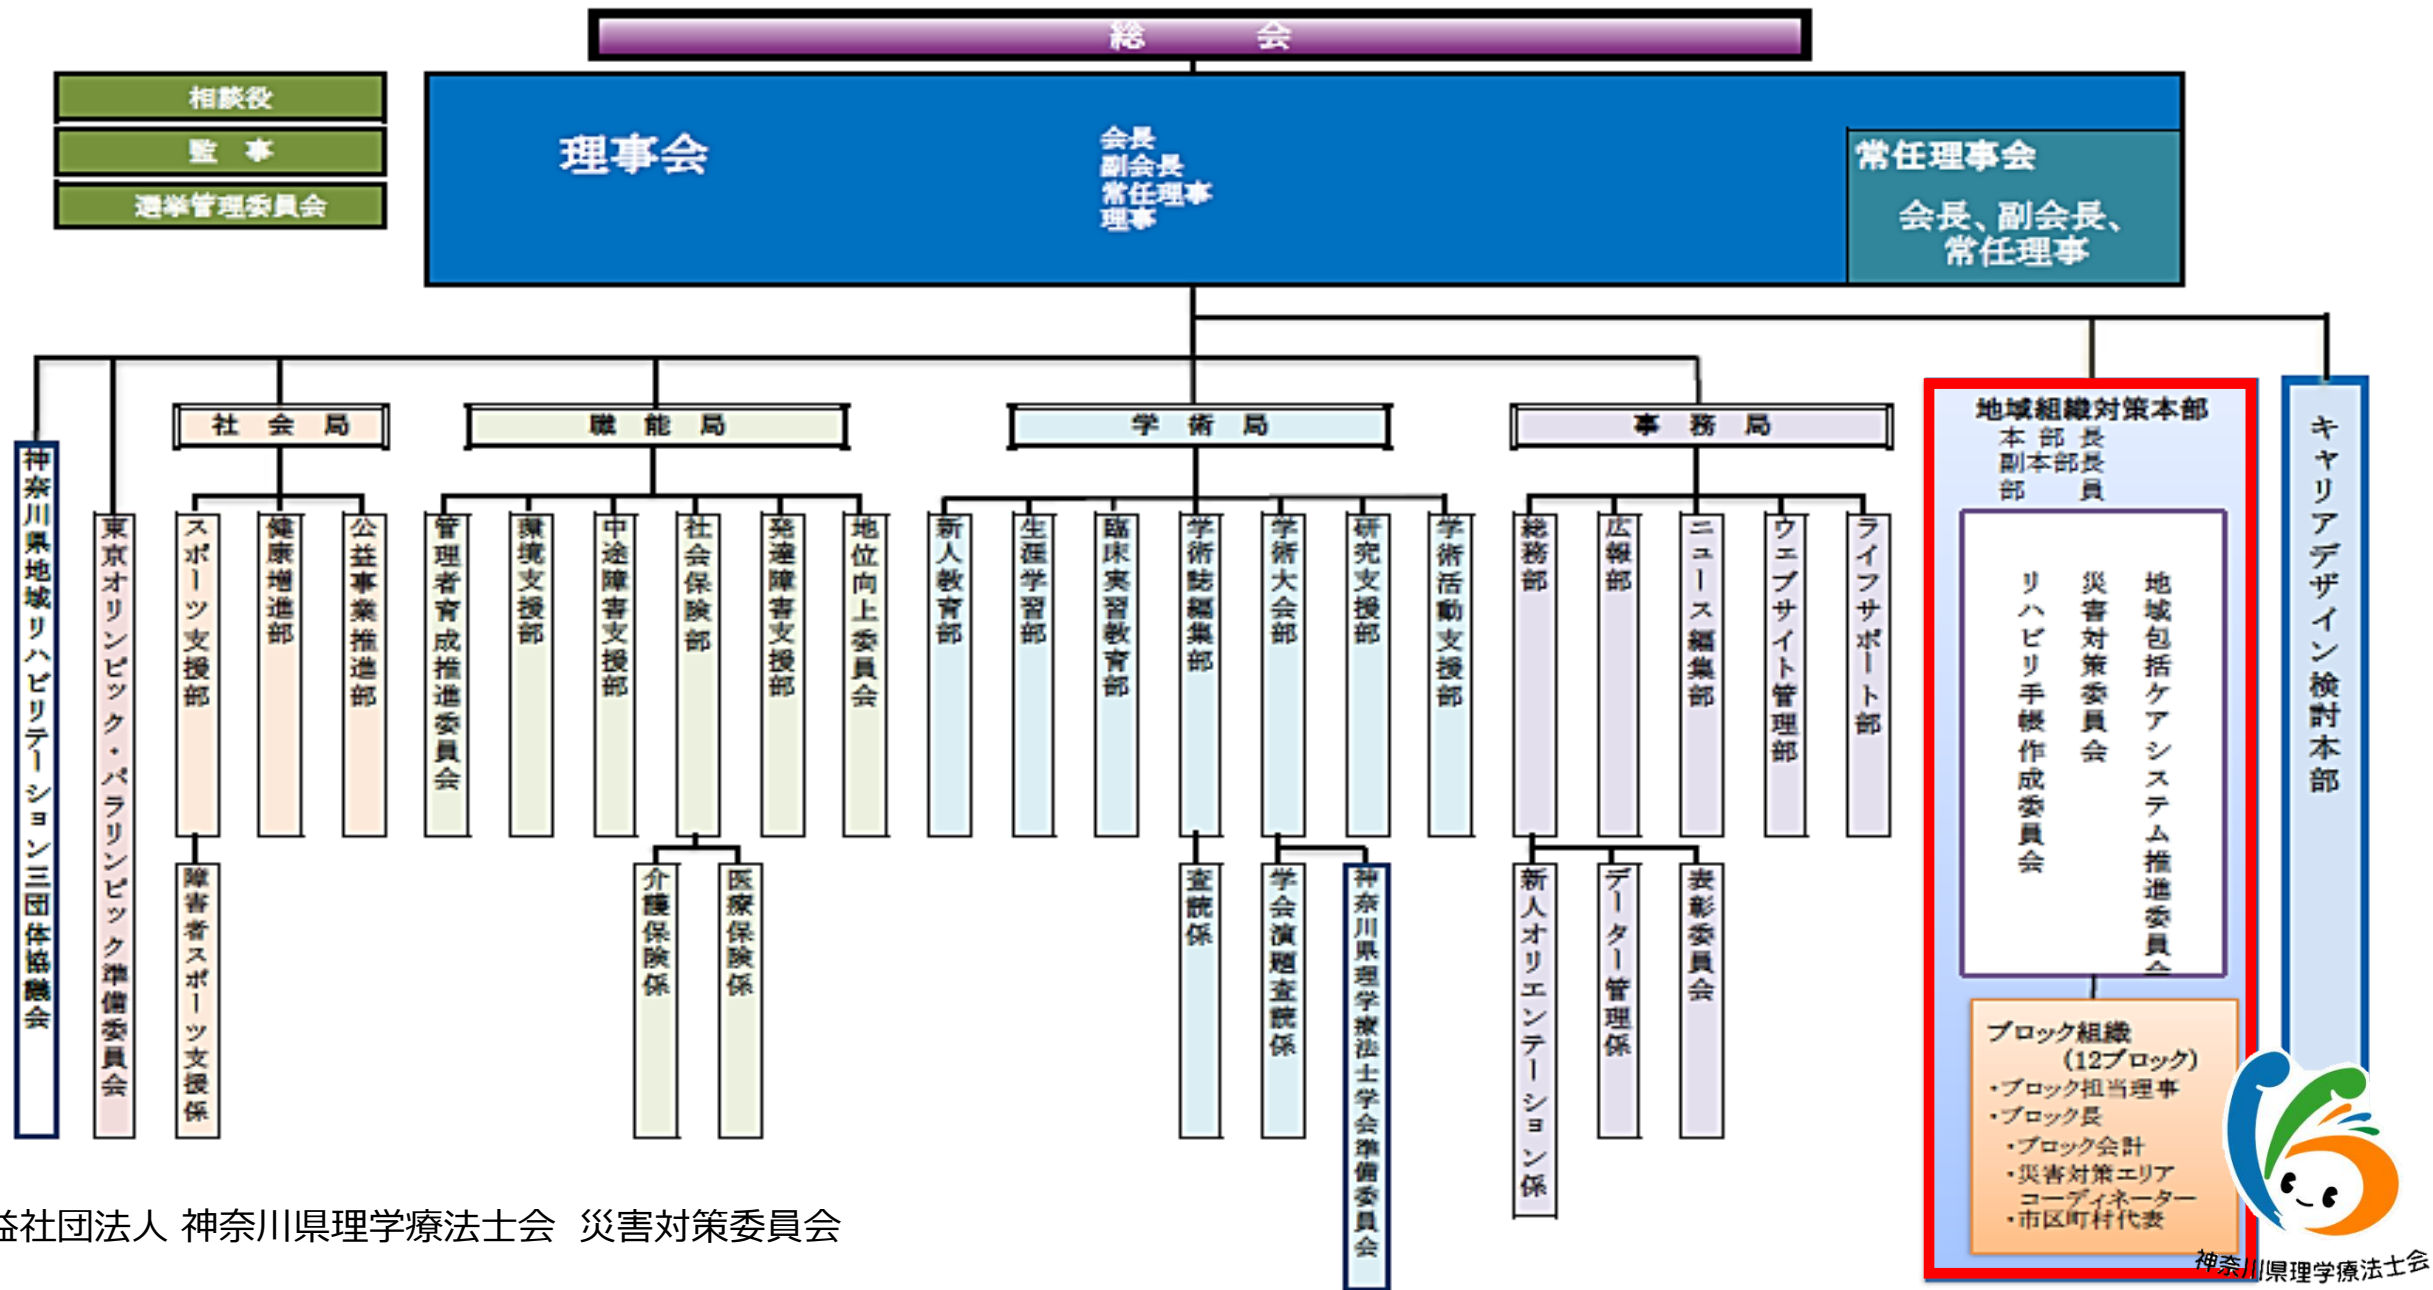 総 会
相談役
監 事
選挙管理委員会
理事会
会長
副会長
常任理事
理事
常任理事会
会長、副会長、
常任理事
神奈川県地域リハビリテーション三団体協議会
東京オリンピック・パラリンピック準備委員会
社 会 局
スポーツ支援部
障害者スポーツ支援係
健康増進部
公益事業推進部
職 能 局
管理者育成推進委員会
環境支援部
中途障害支援部
社会保険部
介護保険係
医療保険係
発達障害支援部
地位向上委員会
学 術 局
新人教育部
生涯学習部
臨床実習教育部
学術誌編集部
査読係
学術大会部
学会演題査読係
神奈川県理学療法士学会準備委員会
研究支援部
学術活動支援部
事 務 局
総務部
新人オリエンテーション係
データー管理係
表彰委員会
広報部
ニュース編集部
ウェブサイト管理部
ライフサポート部
地域組織対策本部
本 部 長
副本部長
部 員
リハビリ手帳作成委員会
災害対策委員会
地域包括ケアシステム推進委員会
ブロック組織
(12ブロック)
・ブロック担当理事
・ブロック長
・ブロック会計
・災害対策エリア
コーディネーター
・市区町村代表
キャリアデザイン検討本部
益社団法人 神奈川県理学療法士会 災害対策委員会
神奈川県理学療法士会